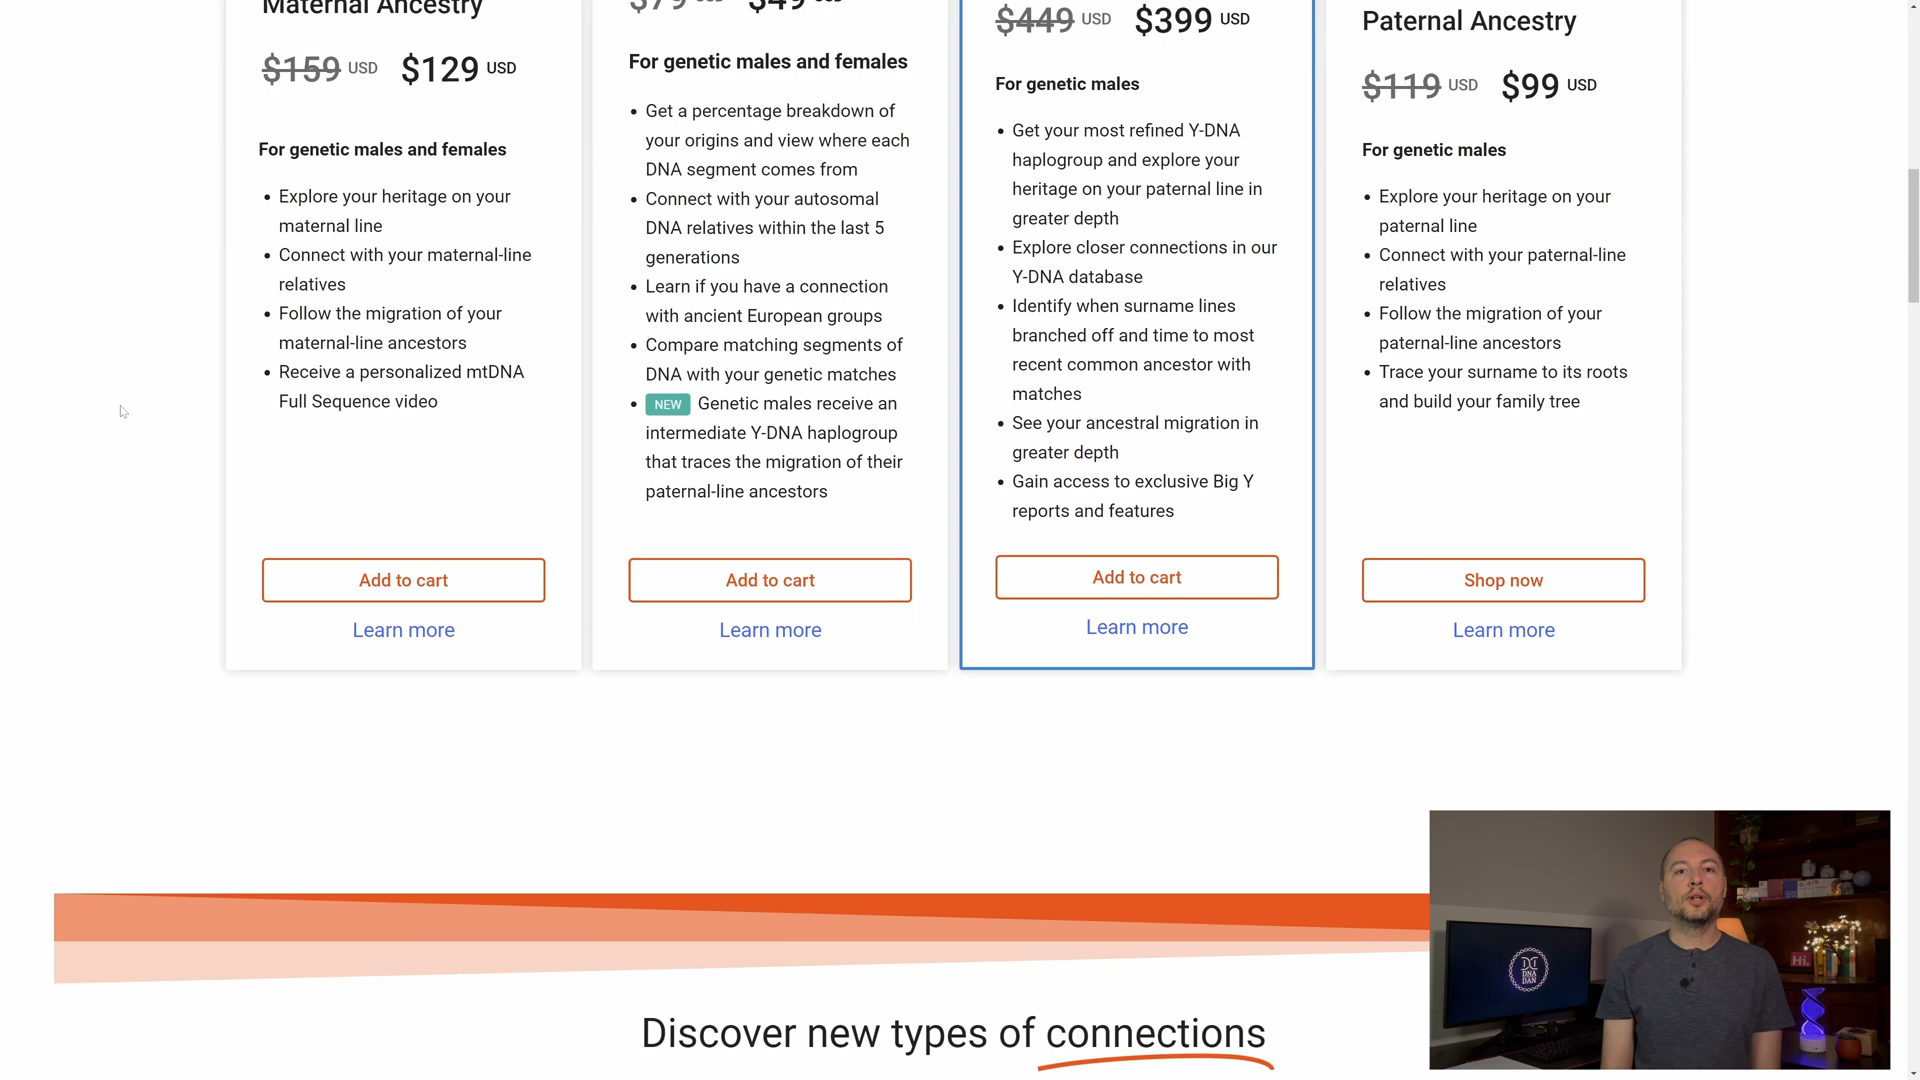 Maternal Ancestry
$159 USD $129 USD
For genetic males and females
• Explore your heritage on your
maternal line
• Connect with your maternal-line
relatives
• Follow the migration of your
maternal-line ancestors
• Receive a personalized mtDNA
Full Sequence video
Add to cart
Learn more
$79 USD $49 USD
For genetic males and females
• Get a percentage breakdown of
your origins and view where each
DNA segment comes from
• Connect with your autosomal
DNA relatives within the last 5
generations
• Learn if you have a connection
with ancient European groups
• Compare matching segments of
DNA with your genetic matches
• NEW Genetic males receive an
intermediate Y-DNA haplogroup
that traces the migration of their
paternal-line ancestors
Add to cart
Learn more
$449 USD $399 USD
For genetic males
• Get your most refined Y-DNA
haplogroup and explore your
heritage on your paternal line in
greater depth
• Explore closer connections in our
Y-DNA database
• Identify when surname lines
branched off and time to most
recent common ancestor with
matches
• See your ancestral migration in
greater depth
• Gain access to exclusive Big Y
reports and features
Add to cart
Learn more
Paternal Ancestry
$119 USD $99 USD
For genetic males
• Explore your heritage on your
paternal line
• Connect with your paternal-line
relatives
• Follow the migration of your
paternal-line ancestors
• Trace your surname to its roots
and build your family tree
Shop now
Learn more
Discover new types of connections
DNA
DAN
Hi.